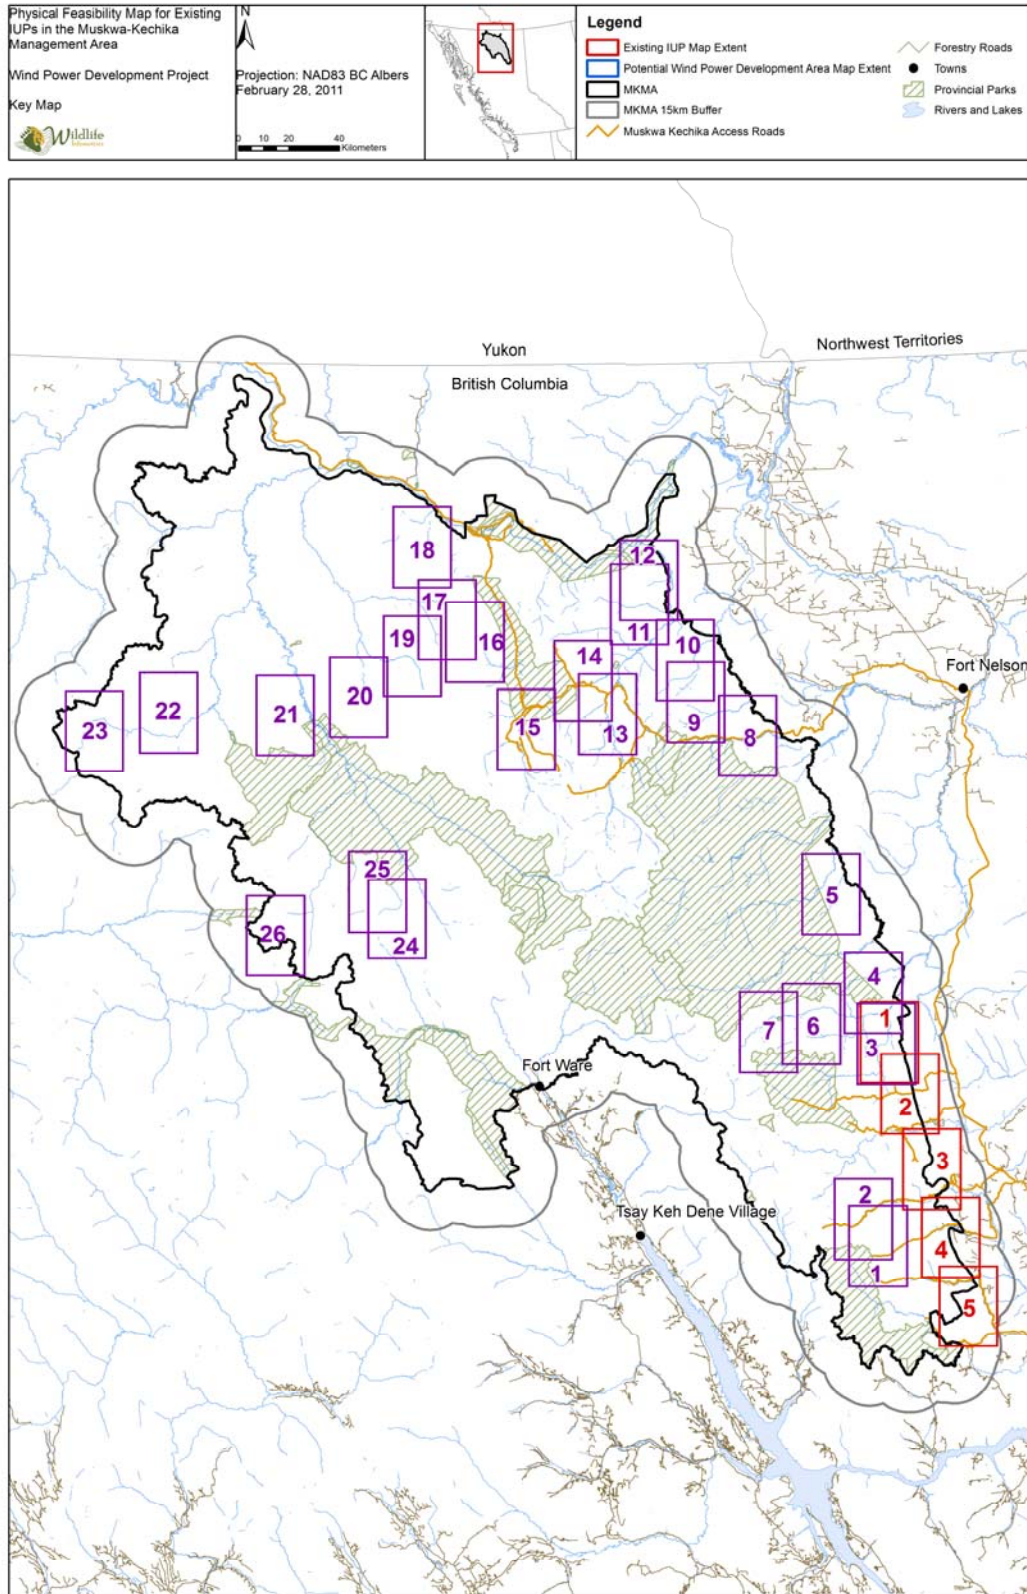 Physical Feasibility Map for Existing
IUPs in the Muskwa-Kechika
Management Area
Wind Power Development Project
Key Map
Wildlife
Infometrics
N
Projection: NAD83 BC Albers
February 28, 2011
0 10 20 40
Kilometers
Legend
Existing IUP Map Extent
Potential Wind Power Development Area Map Extent
MKMA
MKMA 15km Buffer
Muskwa Kechika Access Roads
Forestry Roads
Towns
Provincial Parks
Rivers and Lakes
Yukon
Northwest Territories
British Columbia
18
12
17
19
16
11
10
14
Fort Nelson
20
22
21
23
15
13
9
8
25
5
24
26
4
1
7
6
3
Fort Ware
2
3
2
Tsay Keh Dene Village
4
1
5